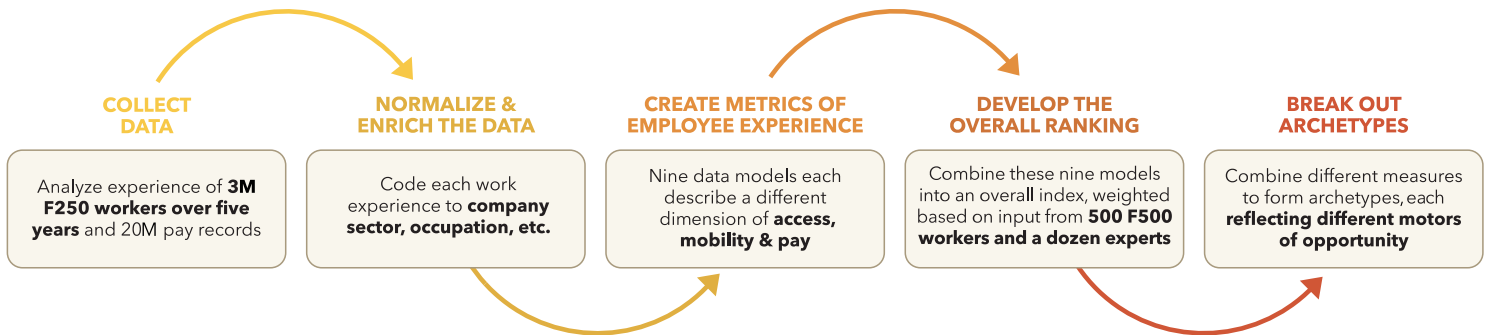 COLLECT
DATA
Analyze experience of 3M
F250 workers over five
years and 20M pay records
NORMALIZE &
ENRICH THE DATA
Code each work
experience to company
sector, occupation, etc.
CREATE METRICS OF
EMPLOYEE EXPERIENCE
Nine data models each
describe a different
dimension of access,
mobility & pay
DEVELOP THE
OVERALL RANKING
Combine these nine models
into an overall index, weighted
based on input from 500 F500
workers and a dozen experts
BREAK OUT
ARCHETYPES
Combine different measures
to form archetypes, each
reflecting different motors
of opportunity